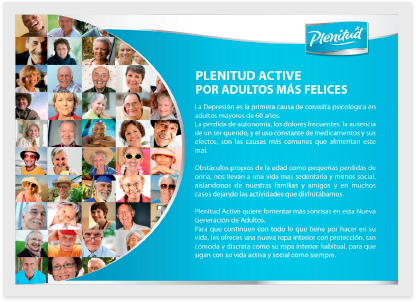 Plenitud
PLENITUD ACTIVE
POR ADULTOS MÁS FELICES
La Depresión es la primera causa de consulta psicológica en
adultos mayores de 60 años.
La perdida de autonomía, los dolores frecuentes, la ausencia
de un ser querido, y el uso constante de medicamentos y sus
efectos, son las causas más comunes que alimentan este
mal.
Obstáculos propios de la edad como pequeñas perdidas de
orina, nos llevan a una vida mas sedentaria y menos social,
aislándonos de nuestras familias y amigos y en muchos
casos dejando las actividades que disfrutábamos.
Plenitud Active quiere fomentar más sonrisas en esta Nueva
Generación de Adultos.
Para que continuen con todo lo que tiene por hacer en su
vida, les ofreces una nueva ropa interior con protección, tan
cómoda y discreta como su ropa interior habitual, para que
sigan con su vida activa y social como siempre.